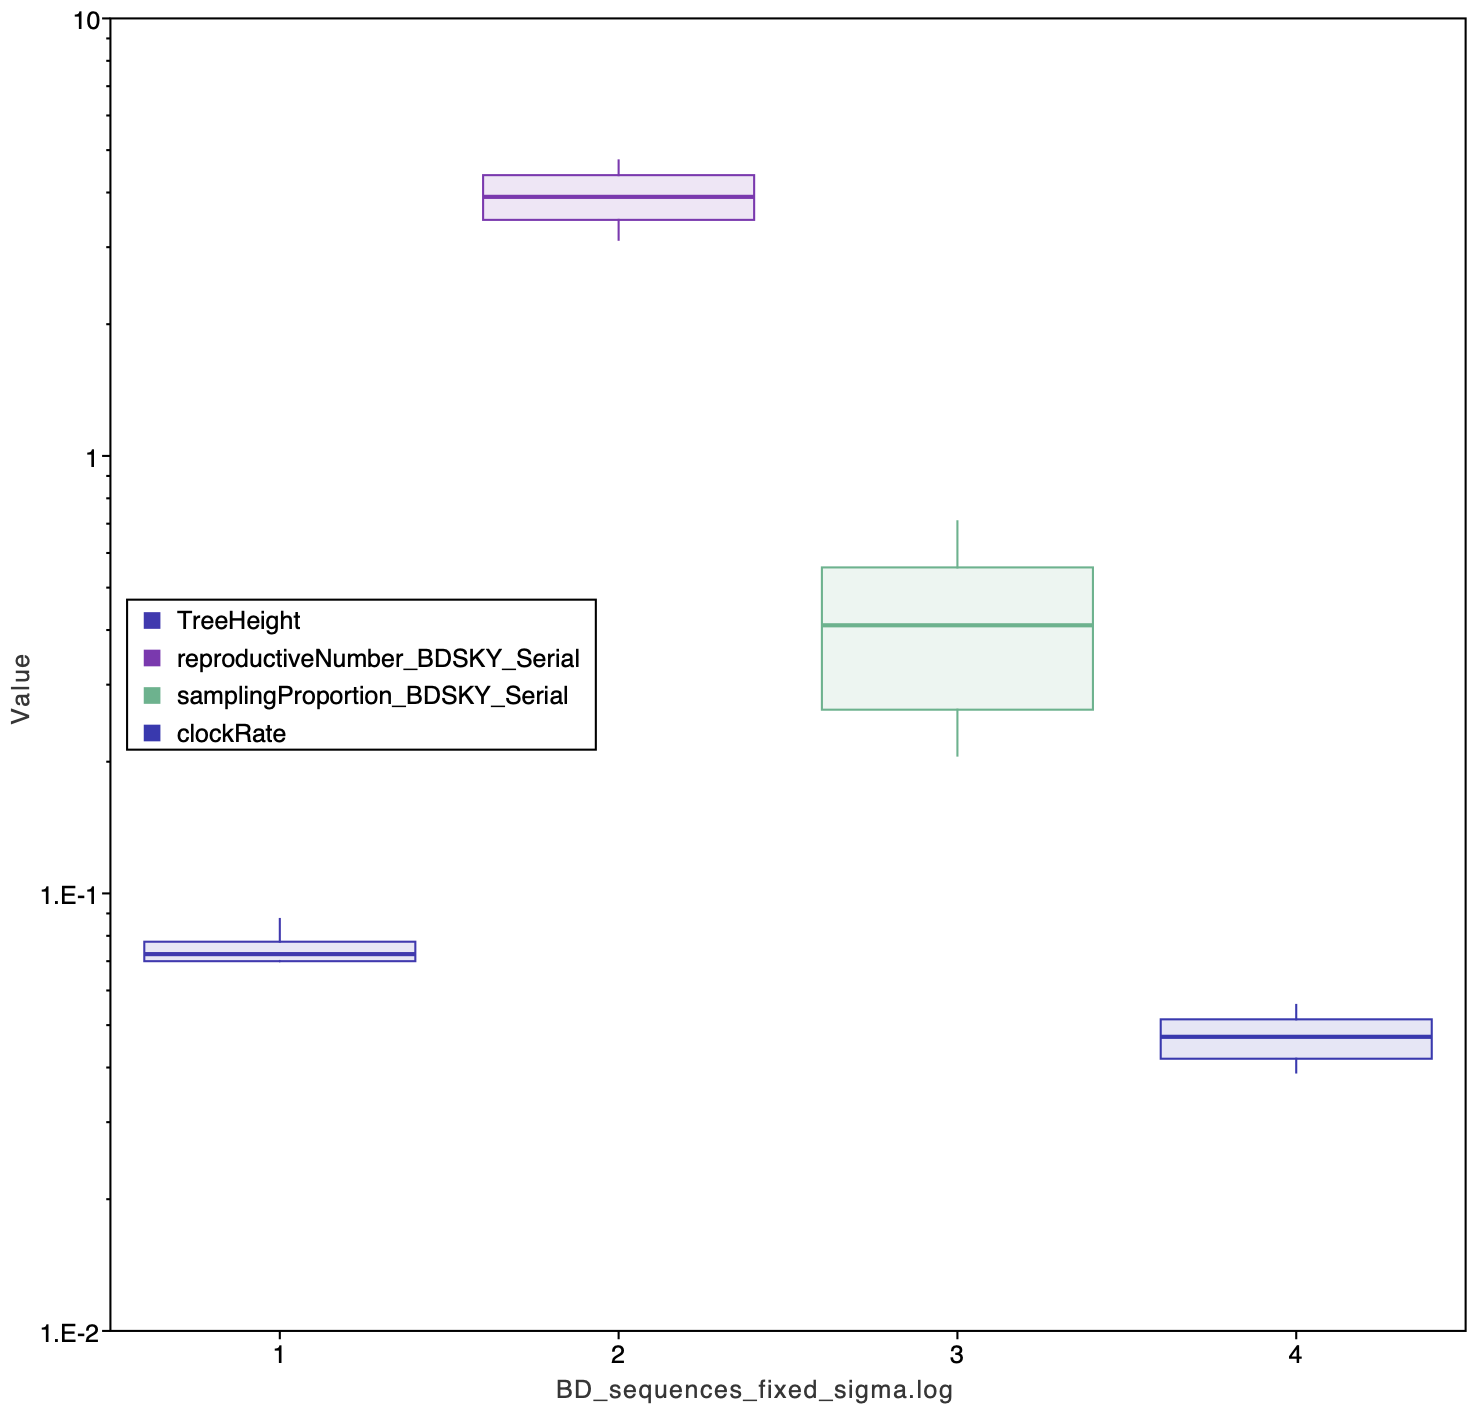 10
1
1.E-1
1.E-2
Value
TreeHeight
reproductiveNumber_BDSKY_Serial
samplingProportion_BDSKY_Serial
clockRate
1 2 3 4
BD_sequences_fixed_sigma.log